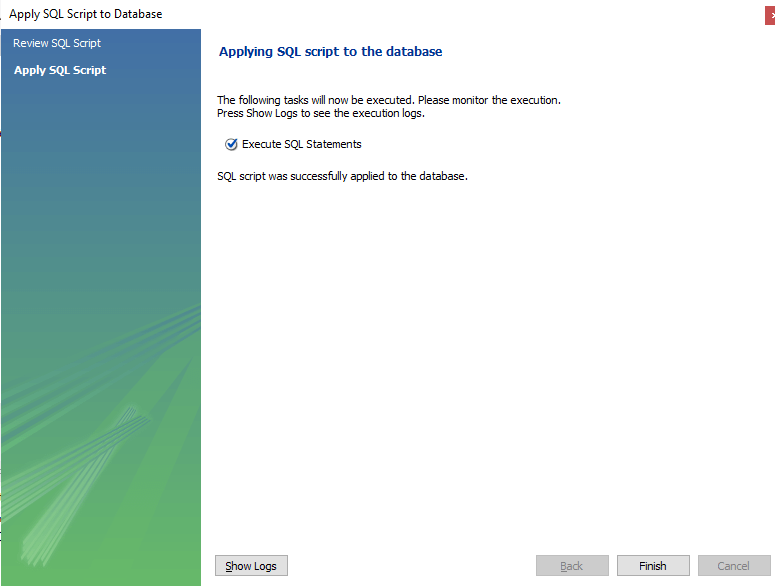 Apply SQL Script to Database
Review SQL Script
Apply SQL Script
Applying SQL script to the database
The following tasks will now be executed. Please monitor the execution.
Press Show Logs to see the execution logs.
Execute SQL Statements
SQL script was successfully applied to the database.
Show Logs
Back
Finish
Cancel